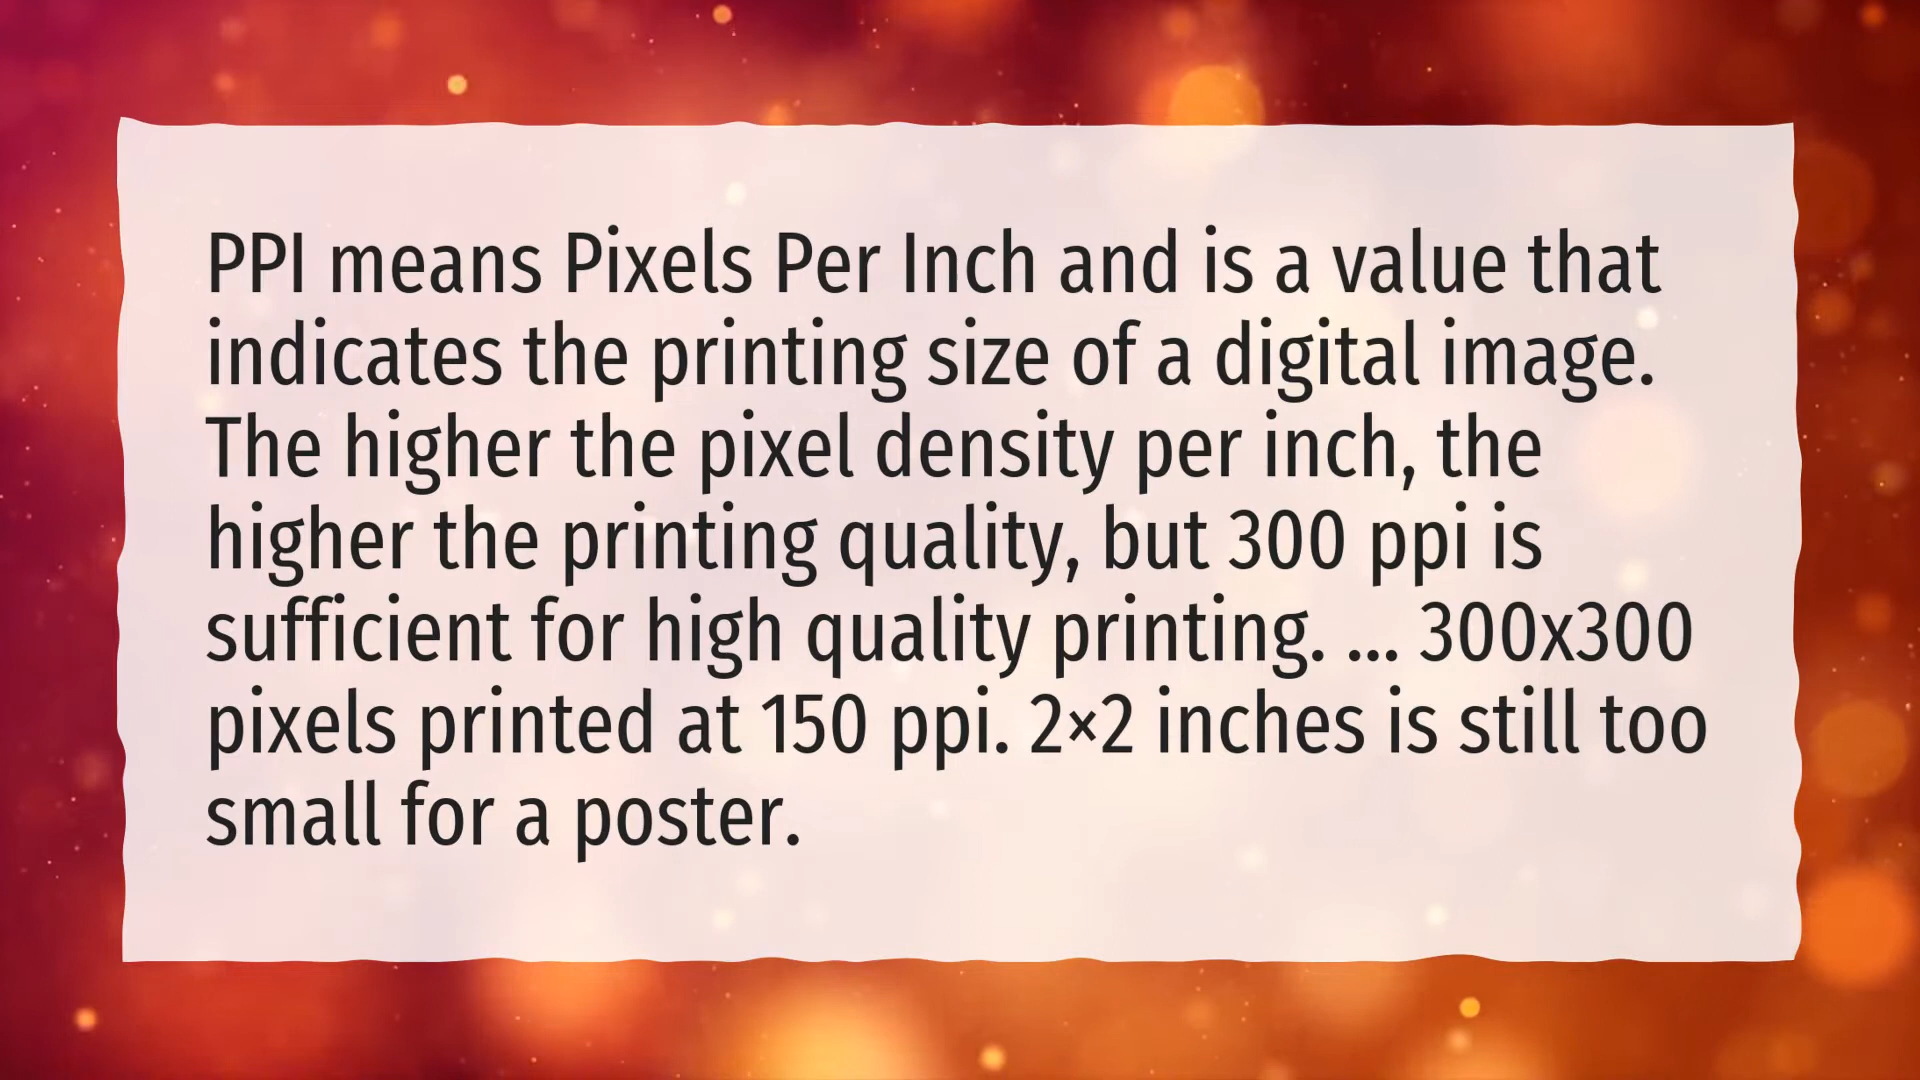 PPI means Pixels Per Inch and is a value that
indicates the printing size of a digital image.
The higher the pixel density per inch, the
higher the printing quality, but 300 ppi is
sufficient for high quality printing. ... 300x300
pixels printed at 150 ppi. 2×2 inches is still too
small for a poster.